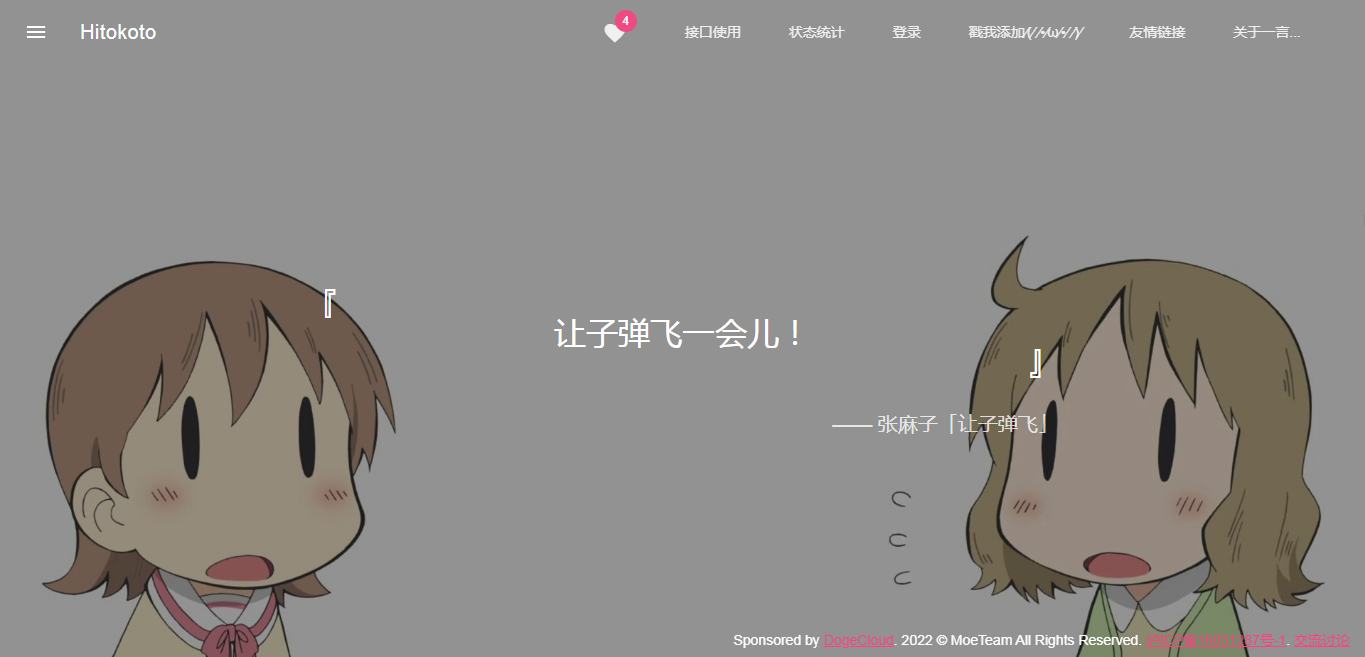 Hitokoto
4
接口使用
状态统计
登录
戳我添加
友情链接
关于一言...
『
让子弹飞一会儿！
』
—— 张麻子「让子弹飞」
Sponsored by DogeCloud. 2022 © MoeTeam All Rights Reserved. 交流讨论